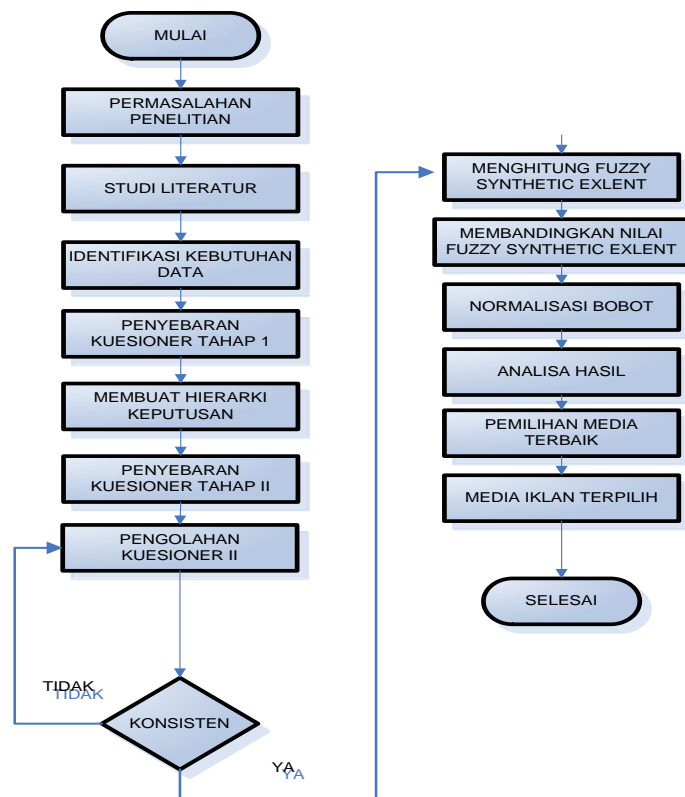 MULAI
PERMASALAHAN
PENELITIAN
STUDI LITERATUR
IDENTIFIKASI KEBUTUHAN
DATA
PENYEBARAN
KUESIONER TAHAP 1
MEMBUAT HIERARKI
KEPUTUSAN
PENYEBARAN
KUESIONER TAHAP II
PENGOLAHAN
KUESIONER II
TIDAK
TIDAK
KONSISTEN
YA
YA
MENGHITUNG FUZZY
SYNTHETIC EXLENT
MEMBANDINGKAN NILAI
FUZZY SYNTHETIC EXLENT
NORMALISASI BOBOT
ANALISA HASIL
PEMILIHAN MEDIA
TERBAIK
MEDIA IKLAN TERPILIH
SELESAI